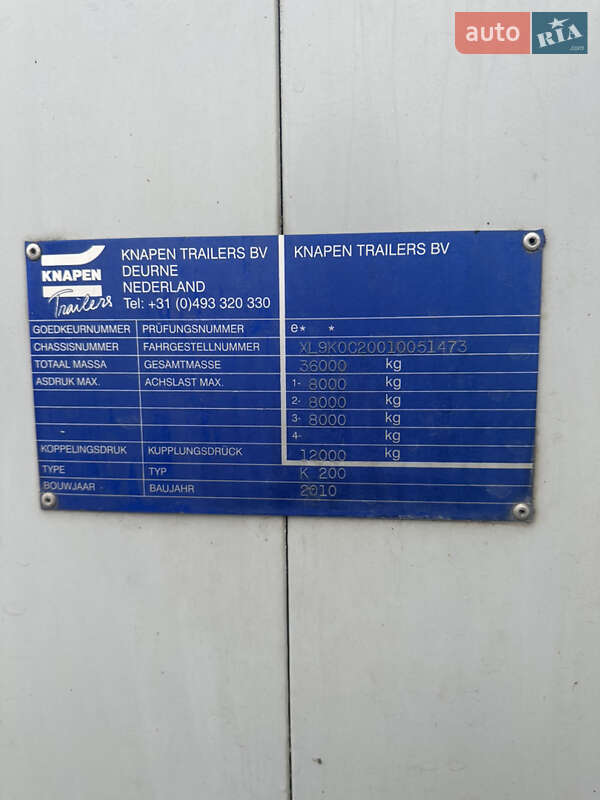 auto RIA .com
KNAPEN
Trailers
KNAPEN TRAILERS BV
DEURNE
NEDERLAND
Tel: +31 (0)493 320 330
KNAPEN TRAILERS BV
GOEDKEURNUMMER PRÜFUNGSNUMMER e* *
CHASSISNUMMER FAHRGESTELLNUMMER XL9K0C20010051473
TOTAAL MASSA GESAMTMASSE 36000 kg
ASDRUK MAX. ACHSLAST MAX. 1- 8000 kg
2- 8000 kg
3- 8000 kg
4- kg
KOPPELINGSDRUK KUPPLUNGSDRÜCK 12000 kg
TYPE TYP K 200
BOUWJAAR BAUJAHR 2010